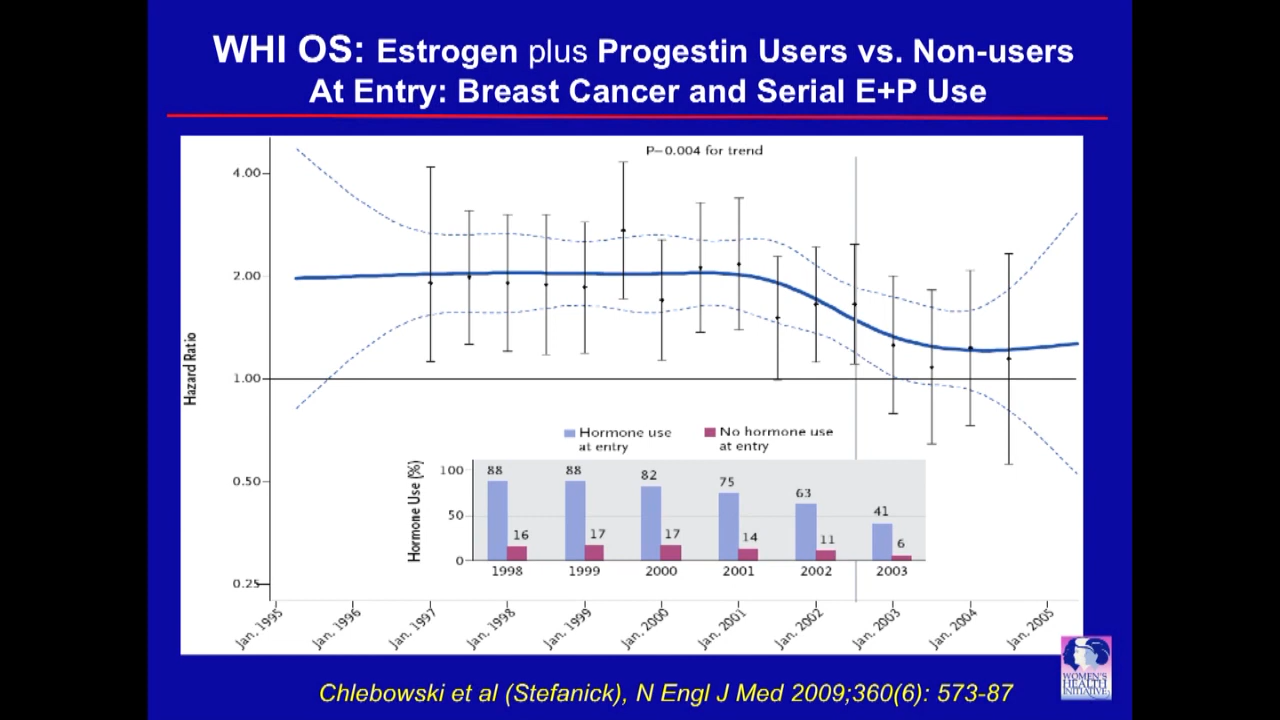 WHI OS: Estrogen plus Progestin Users vs. Non-users
At Entry: Breast Cancer and Serial E+P Use
P=0.004 for trend
4.00
2.00
1.00
0.50
0.25
Hazard Ratio
Hormone use
at entry
No hormone use
at entry
Hormone Use (%)
100
50
0
88 16
88 17
82 17
75 14
63 11
41 6
1998 1999 2000 2001 2002 2003
Jan. 1995 Jan. 1996 Jan. 1997 Jan. 1998 Jan. 1999 Jan. 2000 Jan. 2001 Jan. 2002 Jan. 2003 Jan. 2004 Jan. 2005
WOMEN'S
HEALTH
INITIATIVE
Chlebowski et al (Stefanick), N Engl J Med 2009;360(6): 573-87